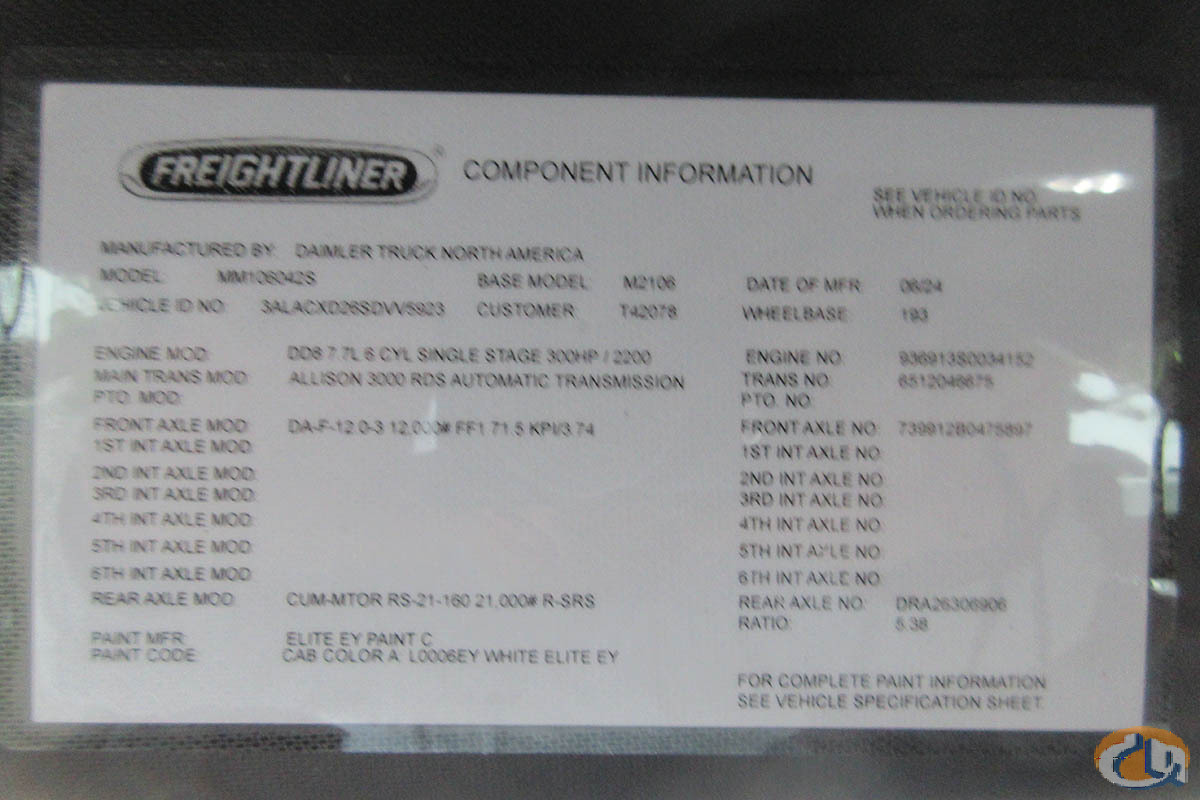 FREIGHTLINER COMPONENT INFORMATION
SEE VEHICLE ID NO.
WHEN ORDERING PARTS
MANUFACTURED BY: DAIMLER TRUCK NORTH AMERICA
MODEL: MM106042S BASE MODEL: M2106 DATE OF MFR: 06/24
VEHICLE ID NO: CUSTOMER: T42078 WHEELBASE: 193
ENGINE MOD: DD8 7.7L 6 CYL SINGLE STAGE 300HP / 2200 ENGINE NO: 936913S0034152
MAIN TRANS MOD: ALLISON 3000 RDS AUTOMATIC TRANSMISSION TRANS NO: 6512046675
PTO. MOD: PTO. NO:
FRONT AXLE MOD: DA-F-12.0-3 12,000# FF1 71.5 KPI/3.74 FRONT AXLE NO: 739912B0475897
1ST INT AXLE MOD: 1ST INT AXLE NO:
2ND INT AXLE MOD: 2ND INT AXLE NO:
3RD INT AXLE MOD: 3RD INT AXLE NO:
4TH INT AXLE MOD: 4TH INT AXLE NO:
5TH INT AXLE MOD: 5TH INT AXLE NO:
6TH INT AXLE MOD: 6TH INT AXLE NO:
REAR AXLE MOD: CUM-MTOR RS-21-160 21,000# R-SRS REAR AXLE NO: DRA26306906
RATIO: 5.38
PAINT MFR: ELITE EY PAINT C
PAINT CODE: CAB COLOR A: L0006EY WHITE ELITE EY
FOR COMPLETE PAINT INFORMATION
SEE VEHICLE SPECIFICATION SHEET.